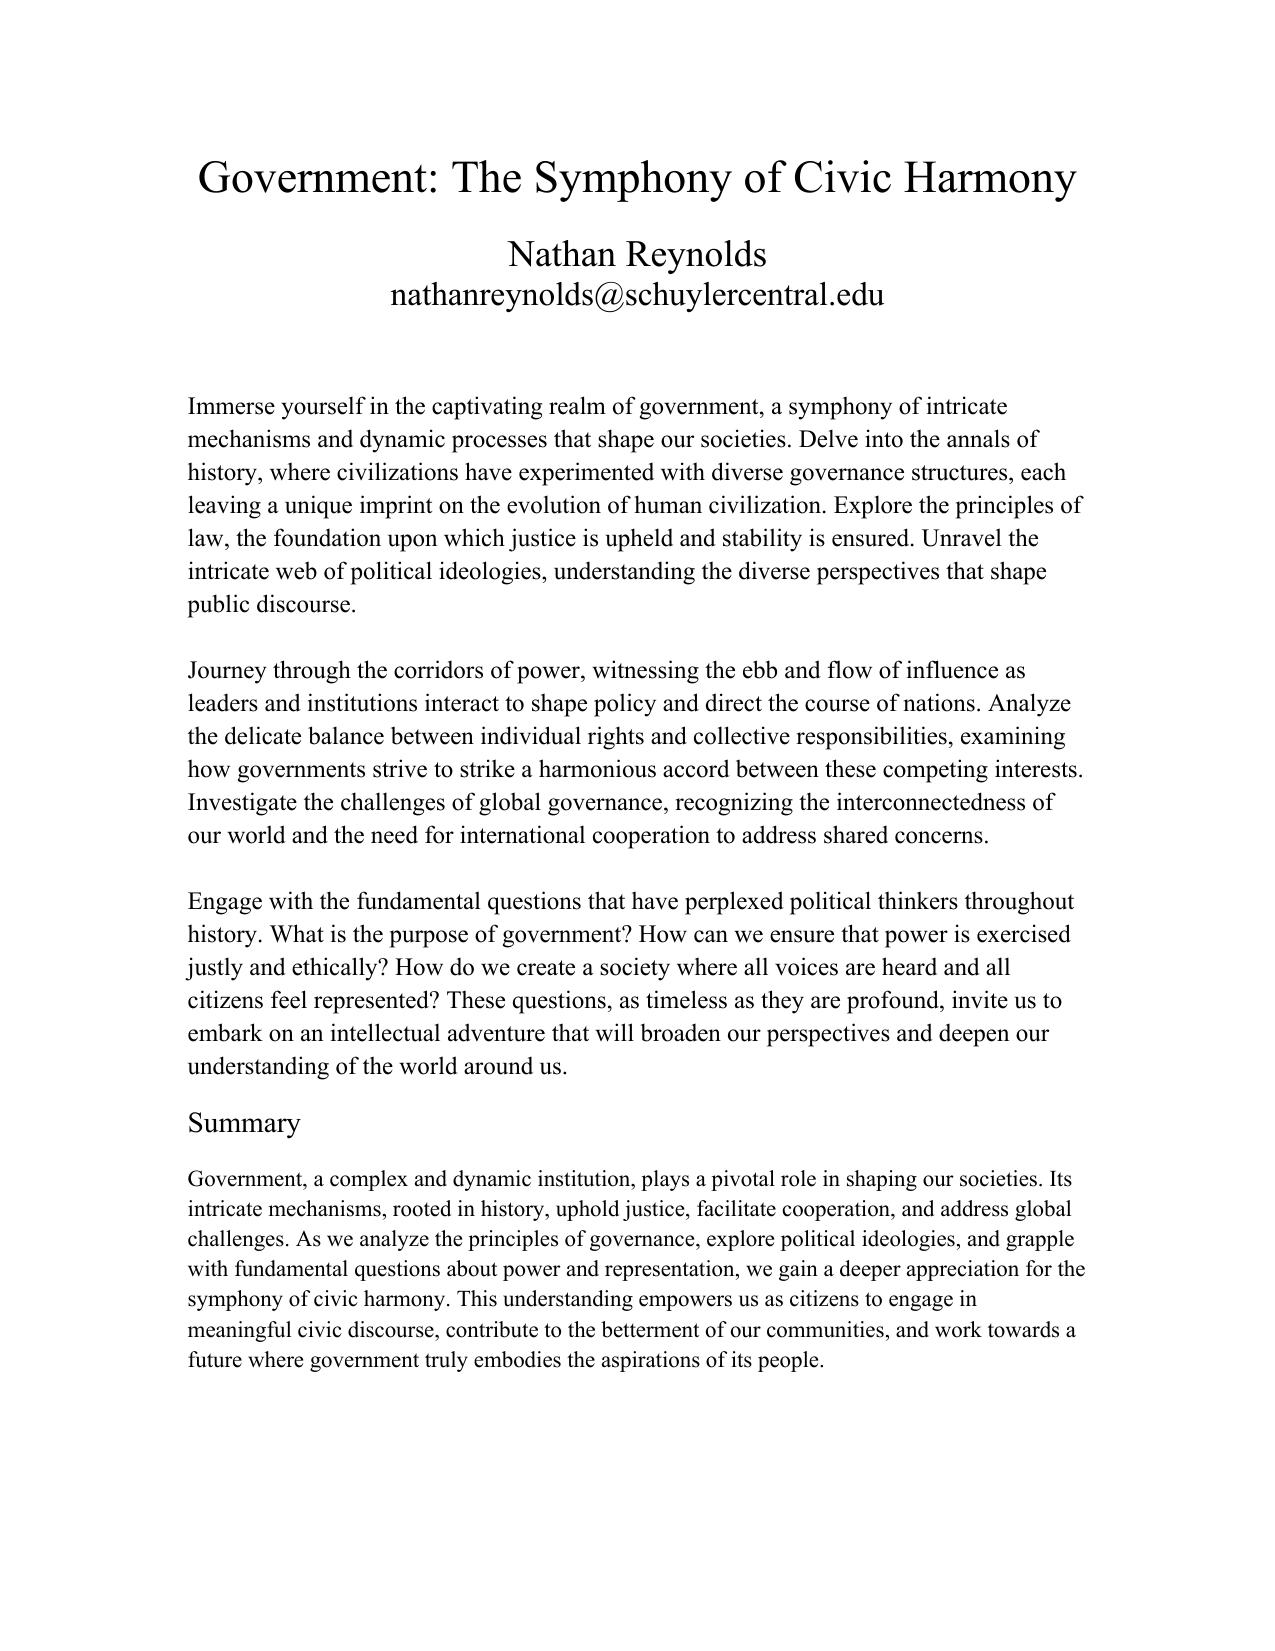 Government: The Symphony of Civic Harmony
Nathan Reynolds
nathanreynolds@schuylercentral.edu
Immerse yourself in the captivating realm of government, a symphony of intricate
mechanisms and dynamic processes that shape our societies. Delve into the annals of
history, where civilizations have experimented with diverse governance structures, each
leaving a unique imprint on the evolution of human civilization. Explore the principles of
law, the foundation upon which justice is upheld and stability is ensured. Unravel the
intricate web of political ideologies, understanding the diverse perspectives that shape
public discourse.
Journey through the corridors of power, witnessing the ebb and flow of influence as
leaders and institutions interact to shape policy and direct the course of nations. Analyze
the delicate balance between individual rights and collective responsibilities, examining
how governments strive to strike a harmonious accord between these competing interests.
Investigate the challenges of global governance, recognizing the interconnectedness of
our world and the need for international cooperation to address shared concerns.
Engage with the fundamental questions that have perplexed political thinkers throughout
history. What is the purpose of government? How can we ensure that power is exercised
justly and ethically? How do we create a society where all voices are heard and all
citizens feel represented? These questions, as timeless as they are profound, invite us to
embark on an intellectual adventure that will broaden our perspectives and deepen our
understanding of the world around us.
Summary
Government, a complex and dynamic institution, plays a pivotal role in shaping our societies. Its
intricate mechanisms, rooted in history, uphold justice, facilitate cooperation, and address global
challenges. As we analyze the principles of governance, explore political ideologies, and grapple
with fundamental questions about power and representation, we gain a deeper appreciation for the
symphony of civic harmony. This understanding empowers us as citizens to engage in
meaningful civic discourse, contribute to the betterment of our communities, and work towards a
future where government truly embodies the aspirations of its people.